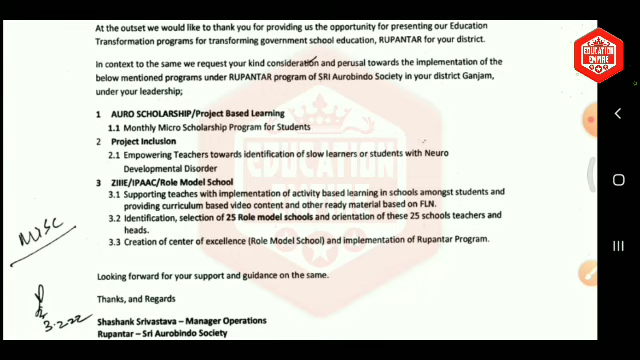 At the outset we would like to thank you for providing us the opportunity for presenting our Education
Transformation programs for transforming government school education, RUPANTAR for your district.
In context to the same we request your kind consideration and perusal towards the implementation of the
below mentioned programs under RUPANTAR program of SRI Aurobindo Society in your district Ganjam,
under your leadership;
1 AURO SCHOLARSHIP/Project Based Learning
1.1 Monthly Micro Scholarship Program for Students
2 Project Inclusion
2.1 Empowering Teachers towards identification of slow learners or students with Neuro
Developmental Disorder
3 ZIIIE/IPAAC/Role Model School
3.1 Supporting teaches with implementation of activity based learning in schools amongst students and
providing curriculum based video content and other ready material based on FLN.
3.2 Identification, selection of 25 Role model schools and orientation of these 25 schools teachers and
heads.
3.3 Creation of center of excellence (Role Model School) and implementation of Rupantar Program.
Looking forward for your support and guidance on the same.
Thanks, and Regards
Shashank Srivastava – Manager Operations
Rupantar – Sri Aurobindo Society
MISC
3.2.22
EDUCATION
EMPIRE
EDUCATION